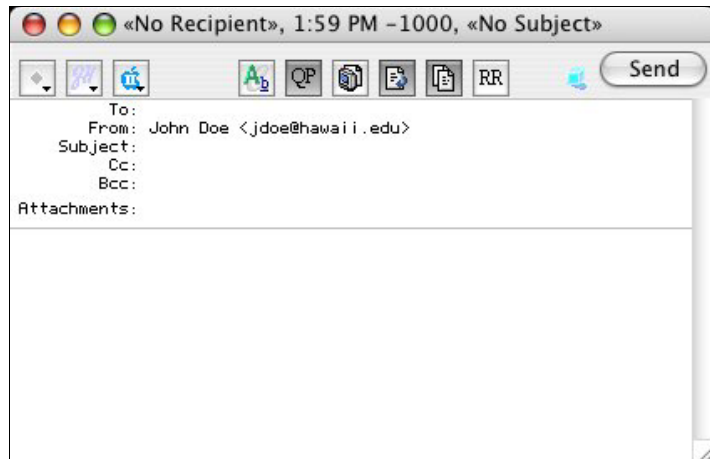 «No Recipient», 1:59 PM -1000, «No Subject»
QP RR Send
To:
From: John Doe <jdoe@hawaii.edu>
Subject:
Cc:
Bcc:
Attachments: